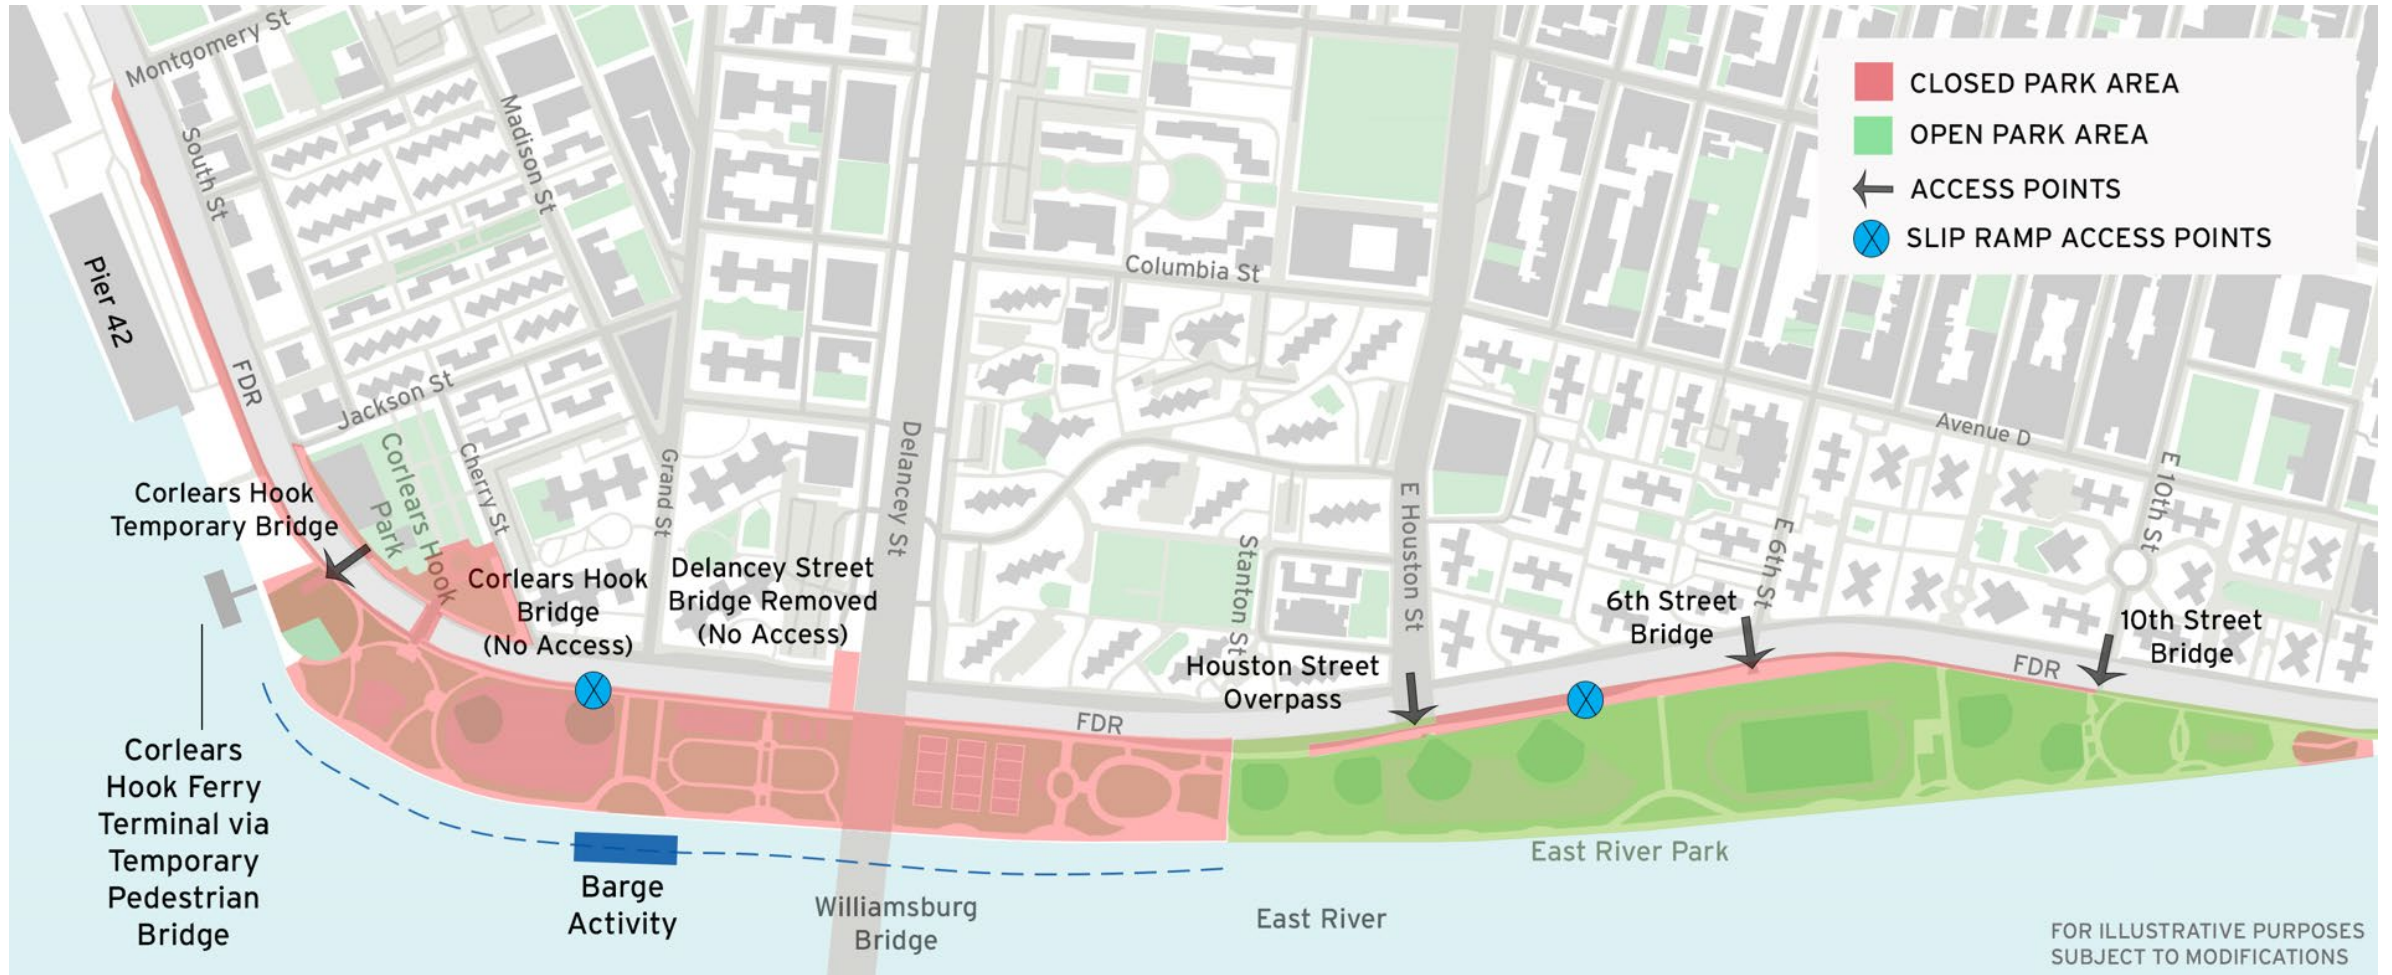 Montgomery St
South St
Madison St
CLOSED PARK AREA
OPEN PARK AREA
ACCESS POINTS
SLIP RAMP ACCESS POINTS
Pier 42
FDR
Jackson St
Columbia St
Avenue D
Corlears Hook
Park
Cherry St
Grand St
Delancey St
Stanton St
E Houston St
E 6th St
E 10th St
Corlears Hook
Temporary Bridge
Corlears Hook
Bridge
(No Access)
Delancey Street
Bridge Removed
(No Access)
Houston Street
Overpass
6th Street
Bridge
10th Street
Bridge
FDR
FDR
Corlears
Hook Ferry
Terminal via
Temporary
Pedestrian
Bridge
Barge
Activity
Williamsburg
Bridge
East River
East River Park
FOR ILLUSTRATIVE PURPOSES
SUBJECT TO MODIFICATIONS